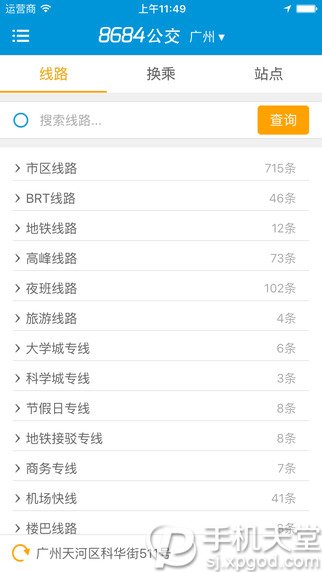 运营商 上午11:49
8684公交 广州▾
线路 换乘 站点
搜索线路... 查询
市区线路 715条
BRT线路 46条
地铁线路 12条
高峰线路 73条
夜班线路 102条
旅游线路 4条
大学城专线 6条
科学城专线 3条
节假日专线 8条
地铁接驳专线 8条
商务专线 7条
机场快线 41条
楼巴线路 6条
广州天河区科华街511号
手机天堂
sj.xpgod.com